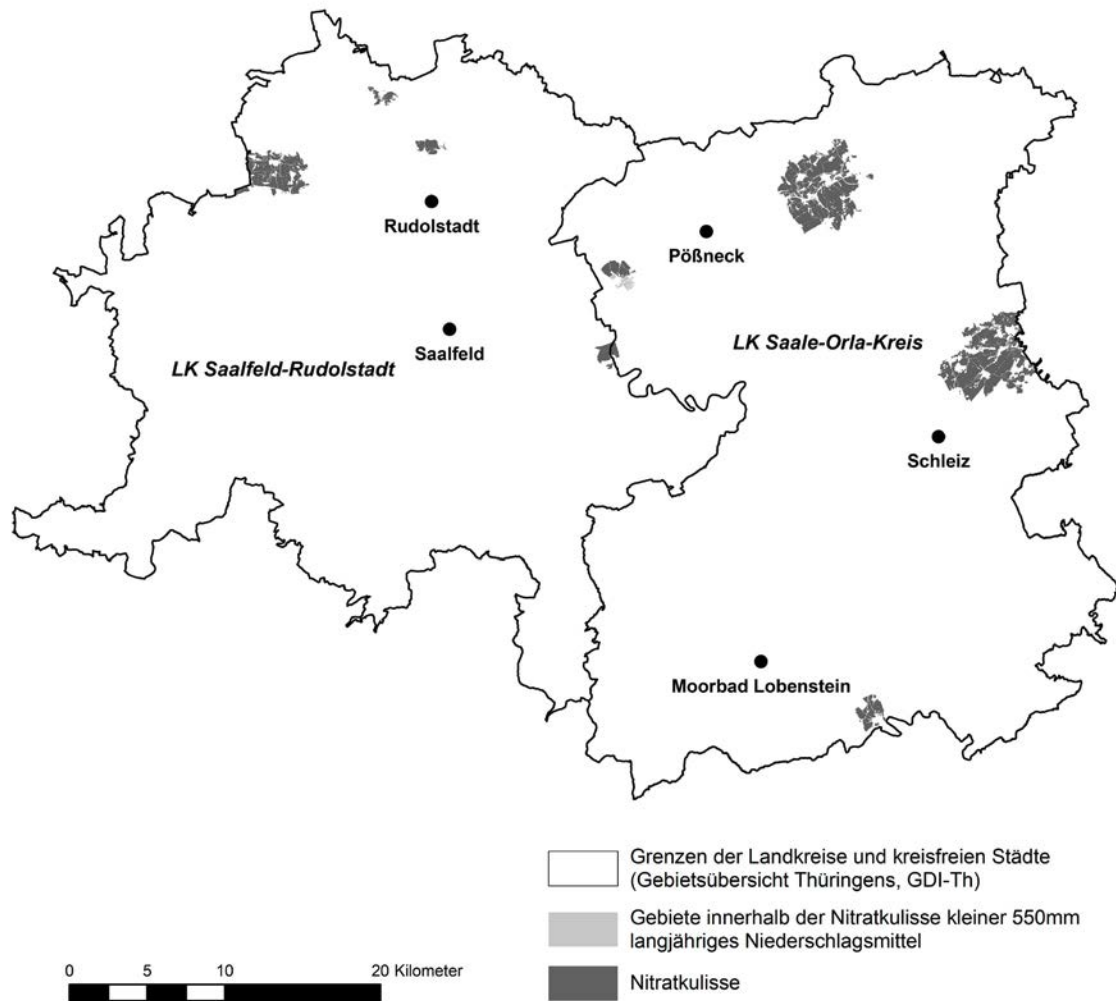 Rudolstadt
Pößneck
Saalfeld
LK Saalfeld-Rudolstadt
LK Saale-Orla-Kreis
Schleiz
Moorbad Lobenstein
Grenzen der Landkreise und kreisfreien Städte
(Gebietsübersicht Thüringens, GDI-Th)
Gebiete innerhalb der Nitratkulisse kleiner 550mm
langjähriges Niederschlagsmittel
Nitratkulisse
0 5 10 20 Kilometer